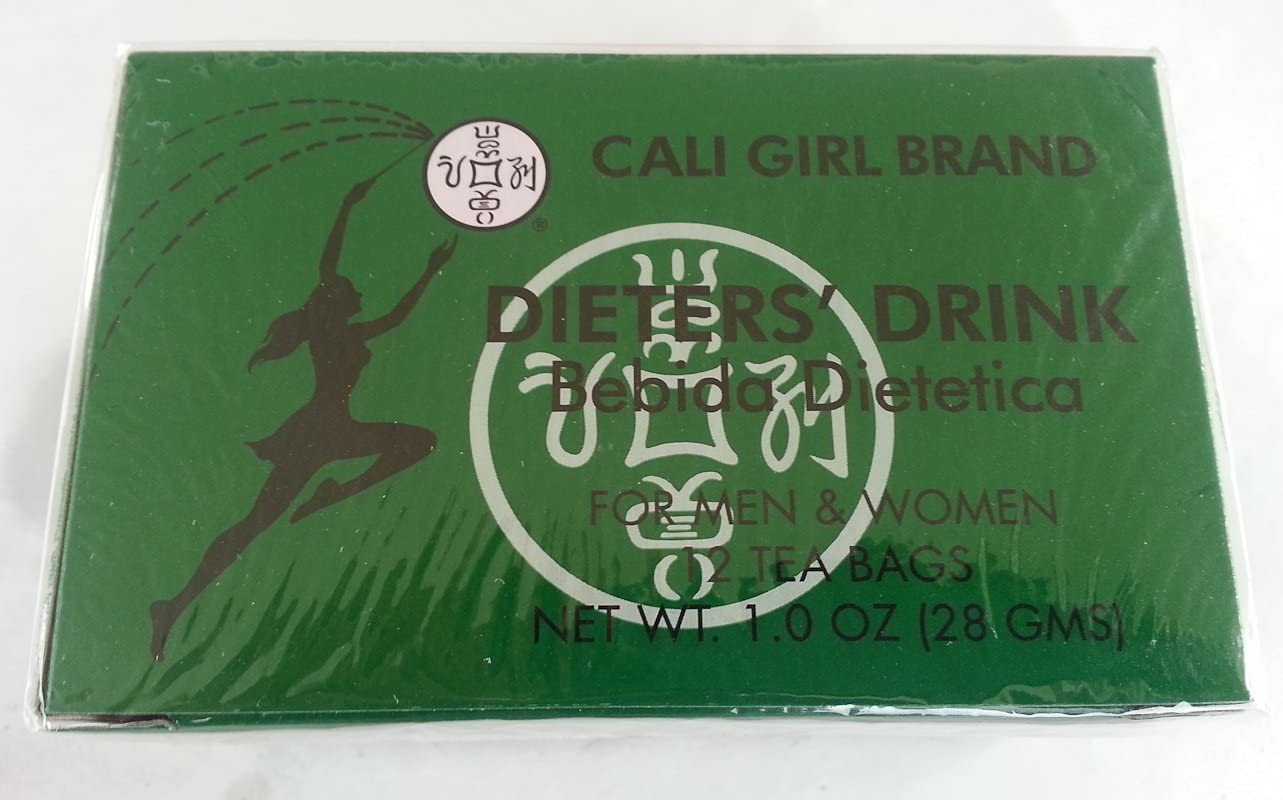 CALI GIRL BRAND
®
DIETERS' DRINK
Bebida Dietetica
FOR MEN & WOMEN
12 TEA BAGS
NET WT. 1.0 OZ (28 GMS)